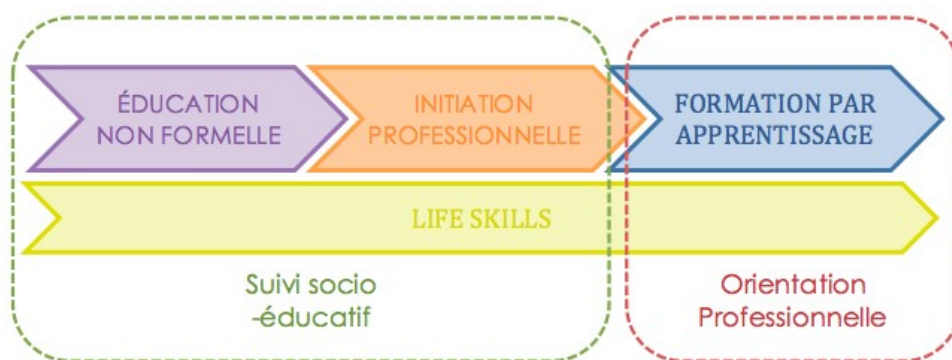 ÉDUCATION
NON FORMELLE
INITIATION
PROFESSIONNELLE
FORMATION PAR
APPRENTISSAGE
LIFE SKILLS
Suivi socio
-éducatif
Orientation
Professionnelle